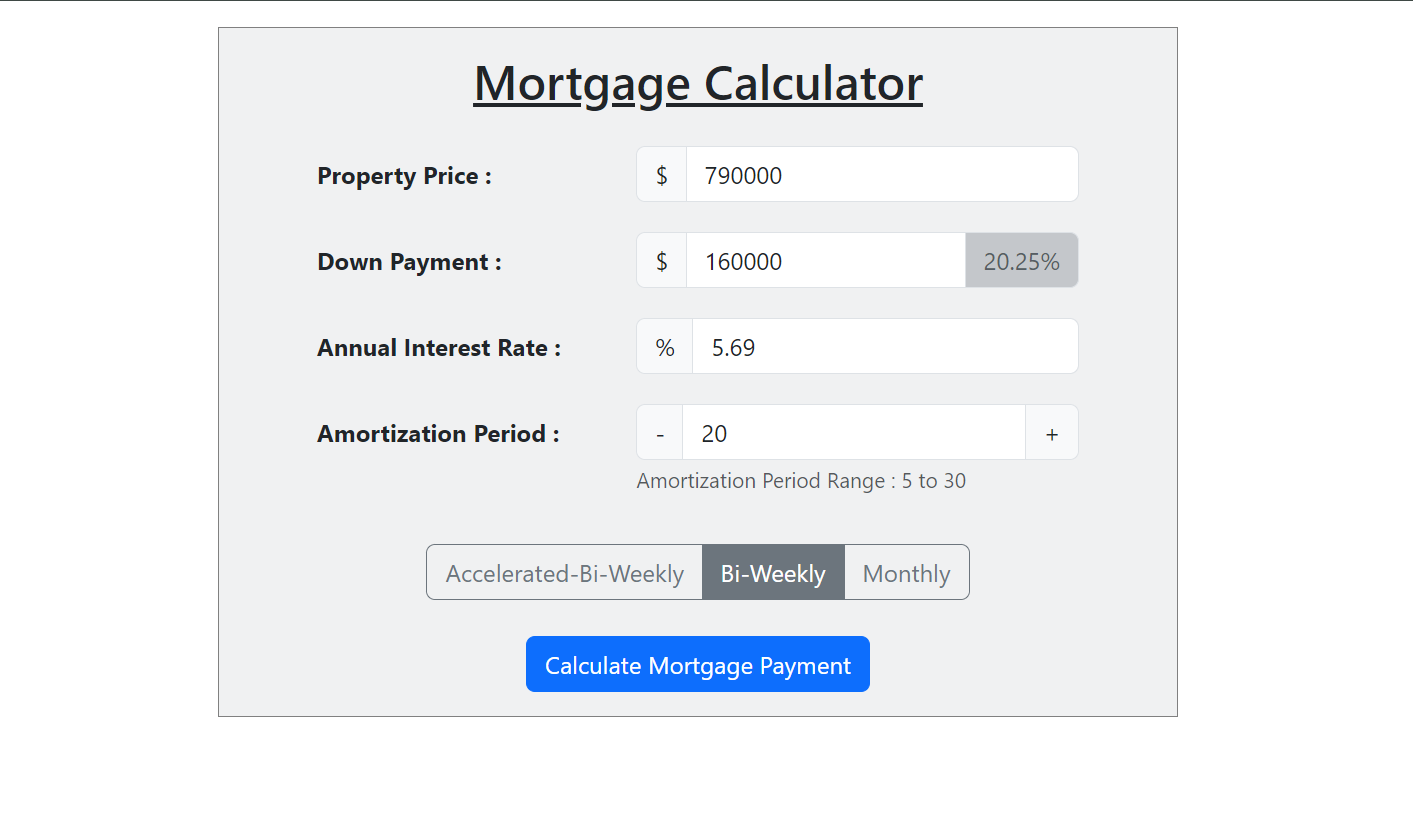 Mortgage Calculator
Property Price : $ 790000
Down Payment : $ 160000 20.25%
Annual Interest Rate : % 5.69
Amortization Period : - 20 +
Amortization Period Range : 5 to 30
Accelerated-Bi-Weekly Bi-Weekly Monthly
Calculate Mortgage Payment